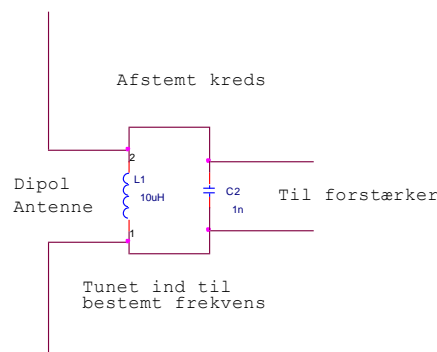 Afstemt kreds
2
L1
10uH
C2
1n
Dipol
Antenne
Til forstærker
1
Tunet ind til
bestemt frekvens